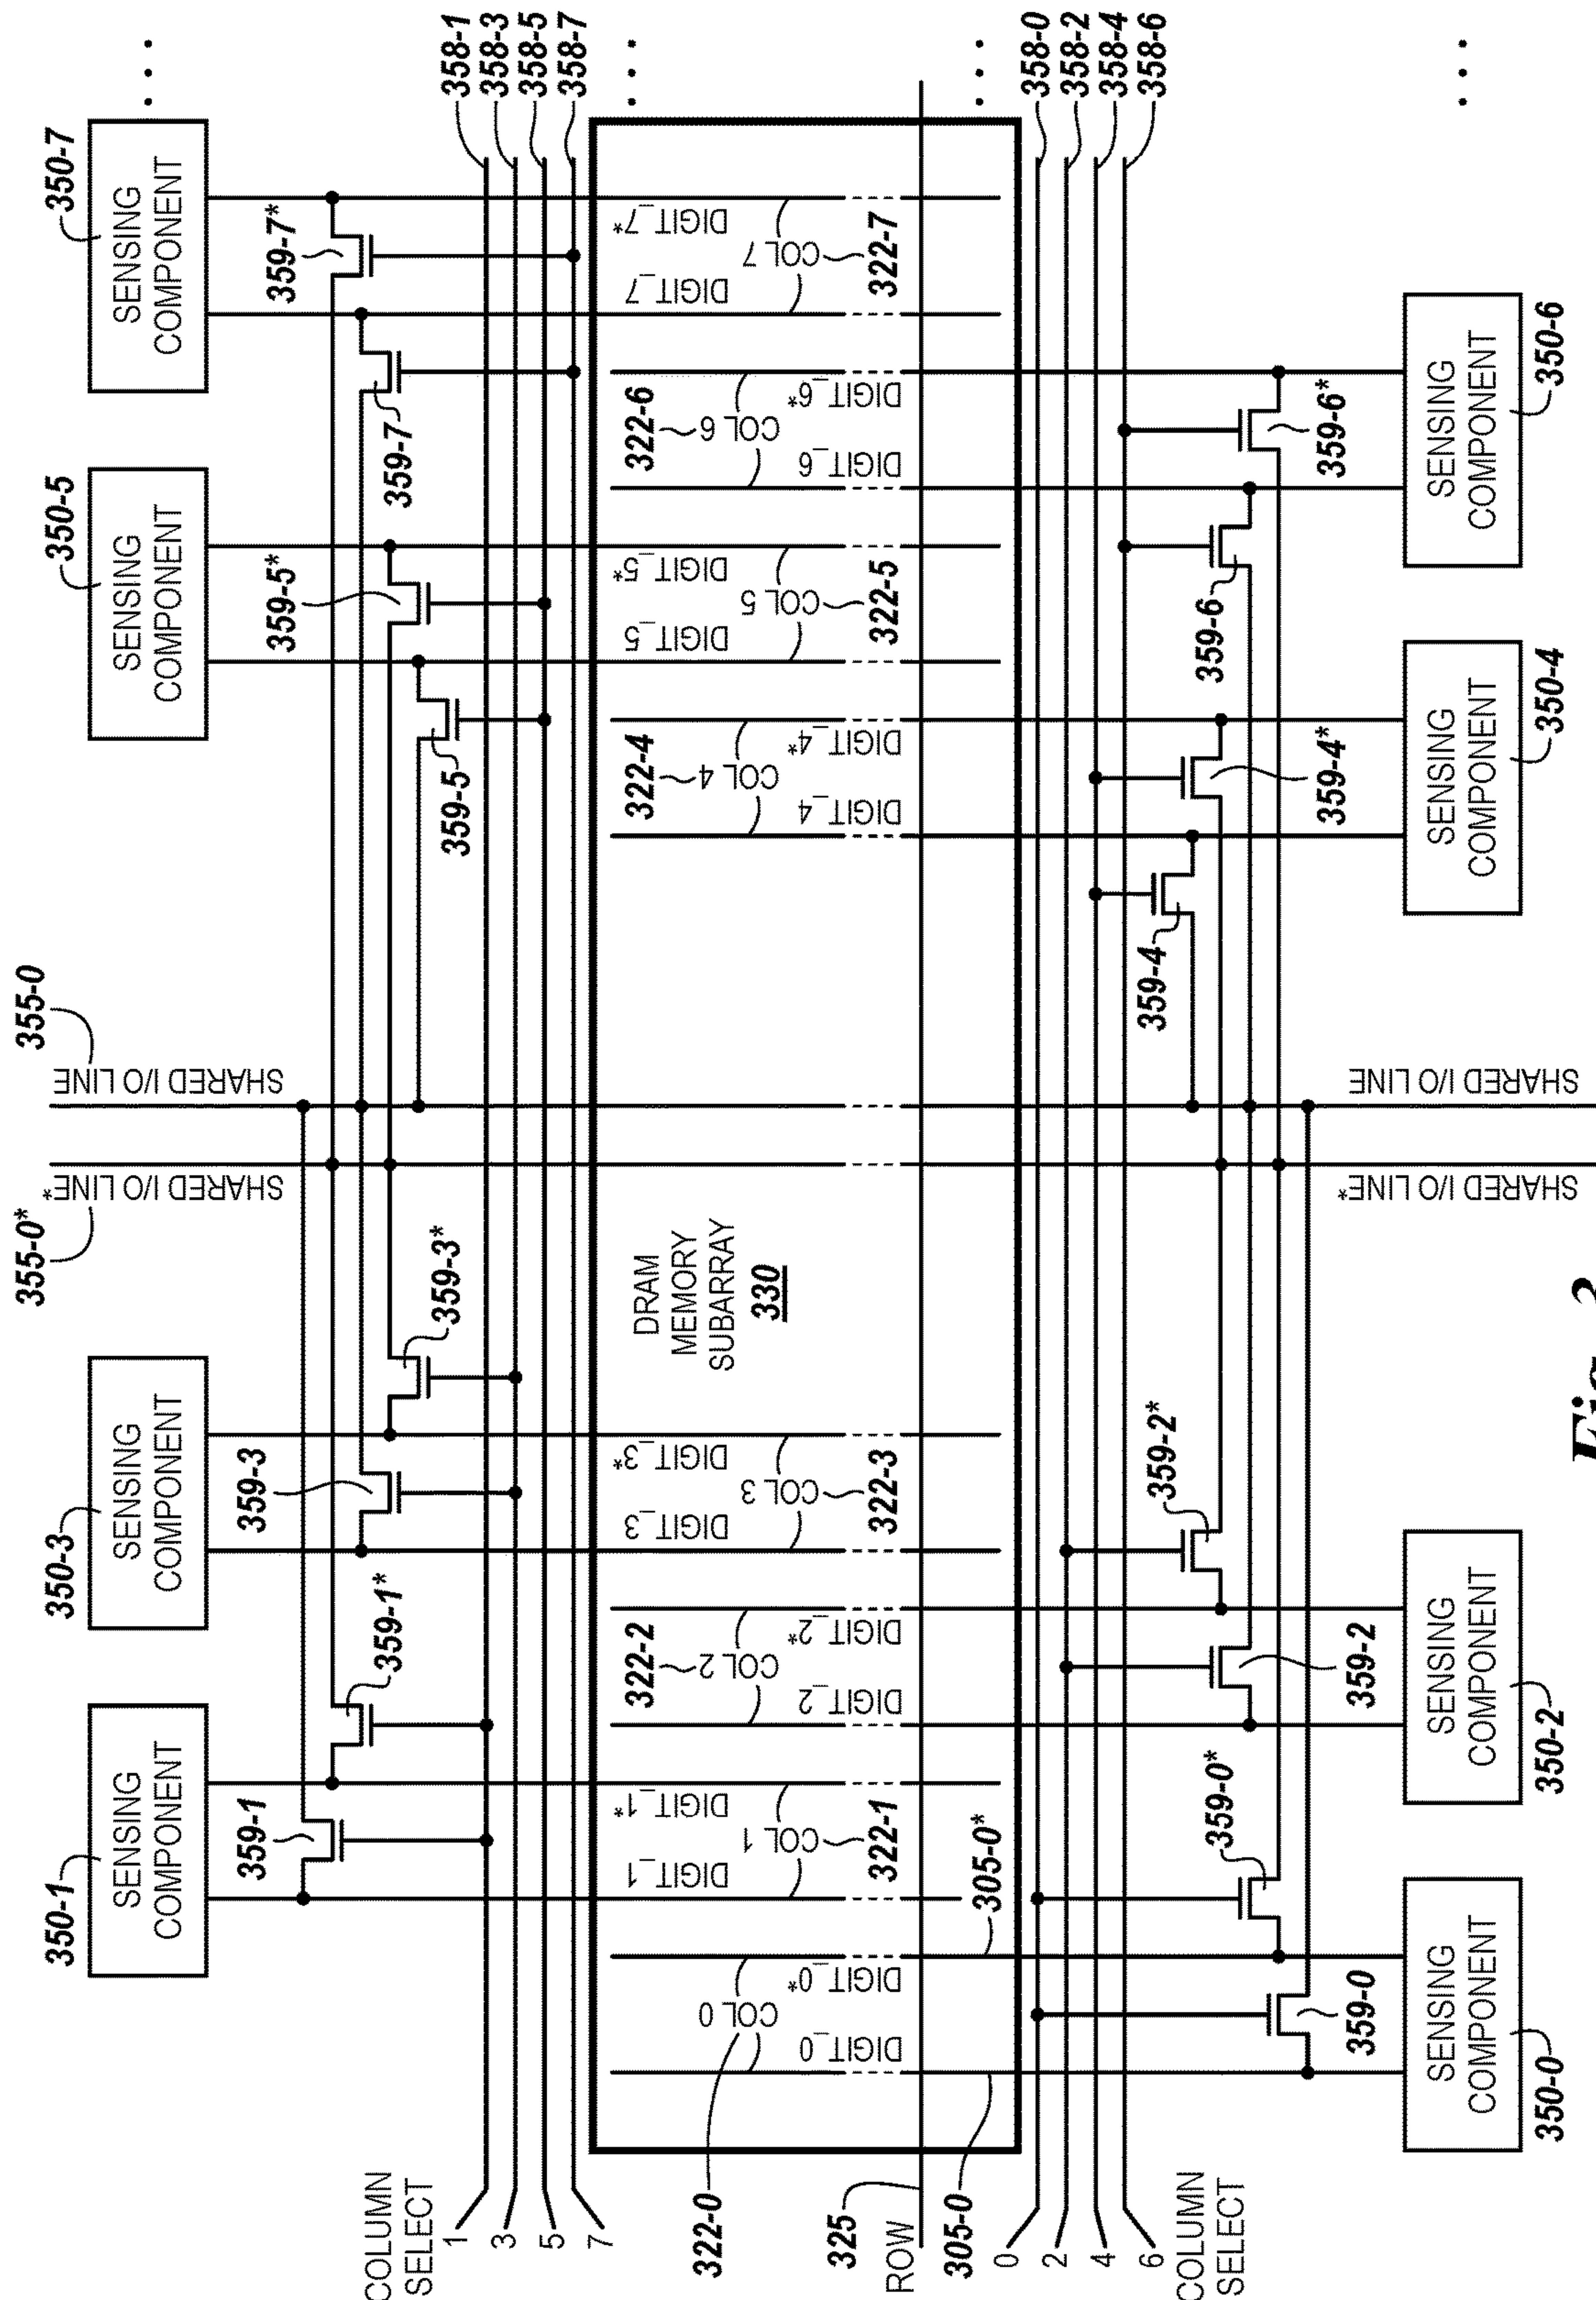 350-1
350-3
355-0*
355-0
350-5
350-7
SENSING
COMPONENT
SENSING
COMPONENT
SHARED I/O LINE*
SHARED I/O LINE
SENSING
COMPONENT
SENSING
COMPONENT
359-1
359-1*
359-3
359-3*
359-5
359-5*
359-7
359-7*
COLUMN
SELECT
1
3
5
7
358-1
358-3
358-5
358-7
322-0
COL 0
DIGIT_0
DIGIT_0*
DIGIT_1
DIGIT_1*
COL 1
322-1
322-2
COL 2
DIGIT_2
DIGIT_2*
DIGIT_3
DIGIT_3*
COL 3
322-3
DRAM
MEMORY
SUBARRAY
330
322-4
COL 4
DIGIT_4
DIGIT_4*
DIGIT_5
DIGIT_5*
COL 5
322-5
322-6
COL 6
DIGIT_6
DIGIT_6*
DIGIT_7
DIGIT_7*
COL 7
322-7
325
ROW
305-0
305-0*
0
2
4
6
COLUMN
SELECT
358-0
358-2
358-4
358-6
359-0
359-0*
359-2
359-2*
359-4
359-4*
359-6
359-6*
SHARED I/O LINE*
SHARED I/O LINE
SENSING
COMPONENT
SENSING
COMPONENT
SENSING
COMPONENT
SENSING
COMPONENT
350-0
350-2
350-4
350-6